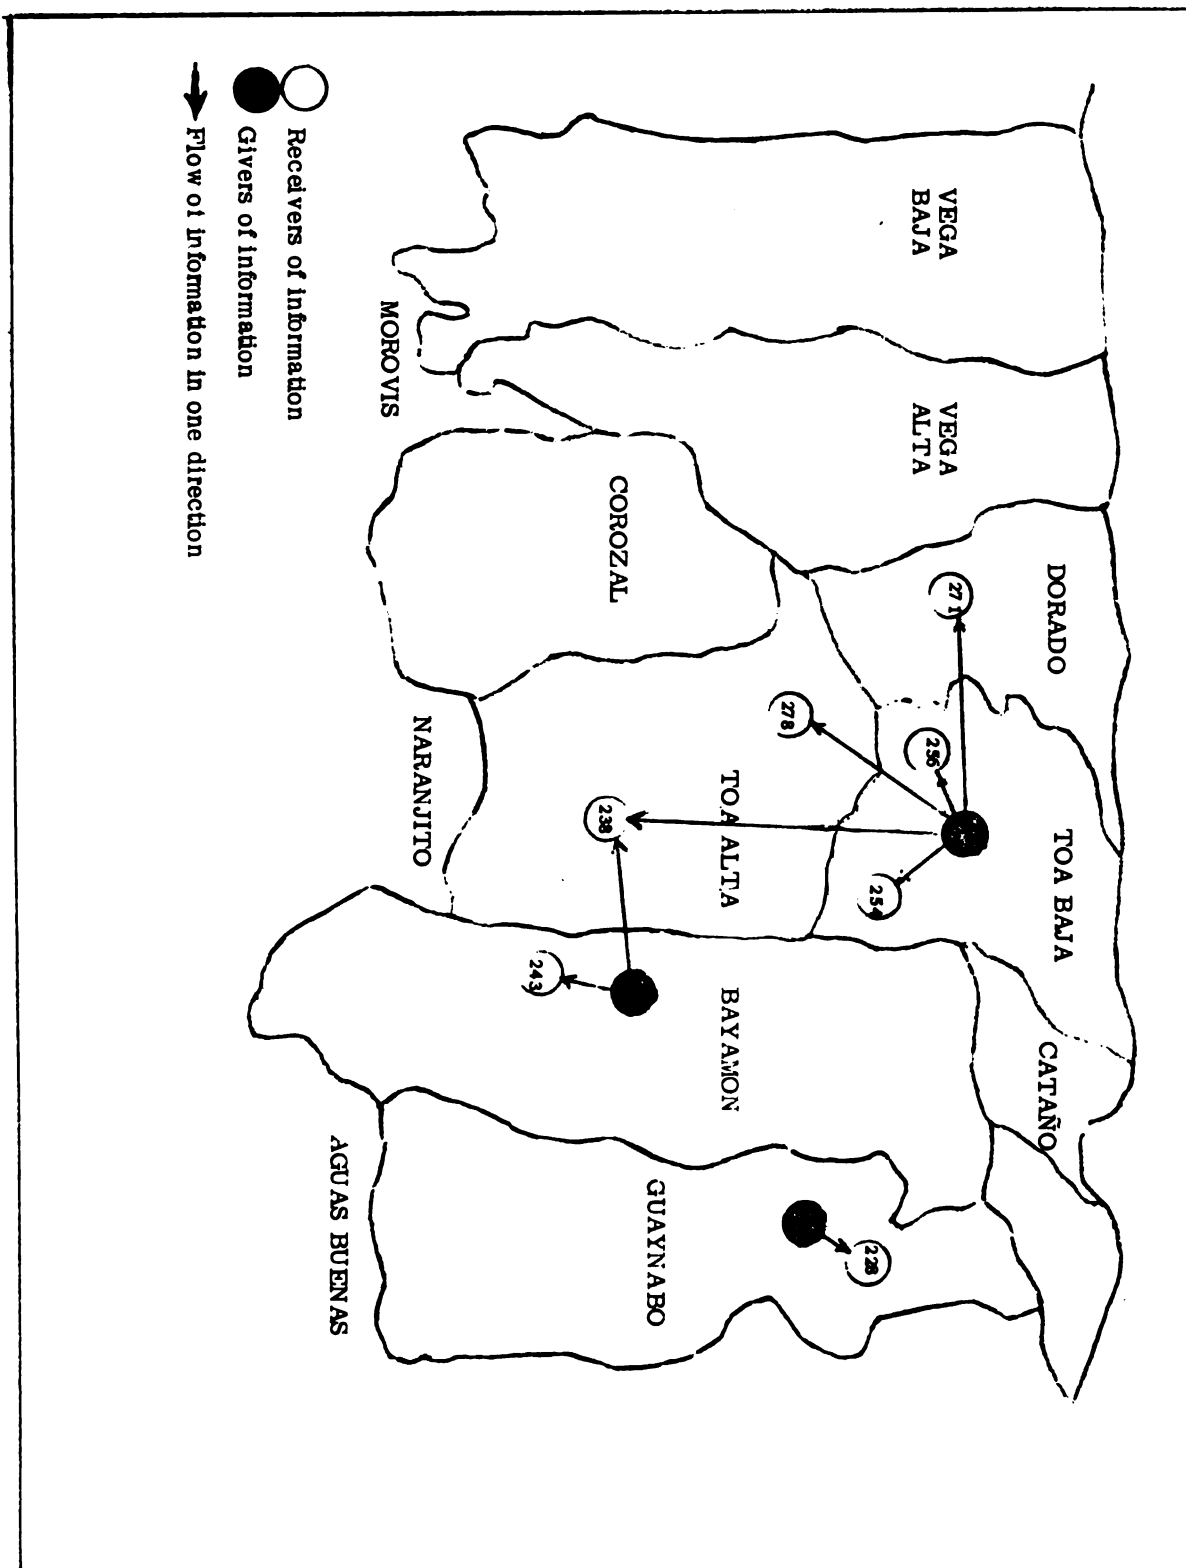 VEGA
BAJA
VEGA
ALTA
DORADO
TOA BAJA
CATAÑO
271
256
254
278
228
TOA ALTA
BAYAMON
GUAYNABO
COROZAL
238
243
MOROVIS
NARANJITO
AGUAS BUENAS
Receivers of information
Givers of information
Flow of information in one direction